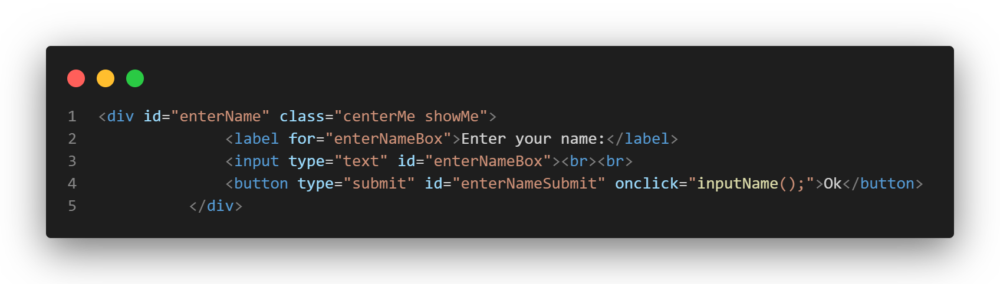 1 <div id="enterName" class="centerMe showMe">
2 <label for="enterNameBox">Enter your name:</label>
3 <input type="text" id="enterNameBox"><br><br>
4 <button type="submit" id="enterNameSubmit" onclick="inputName();">Ok</button>
5 </div>